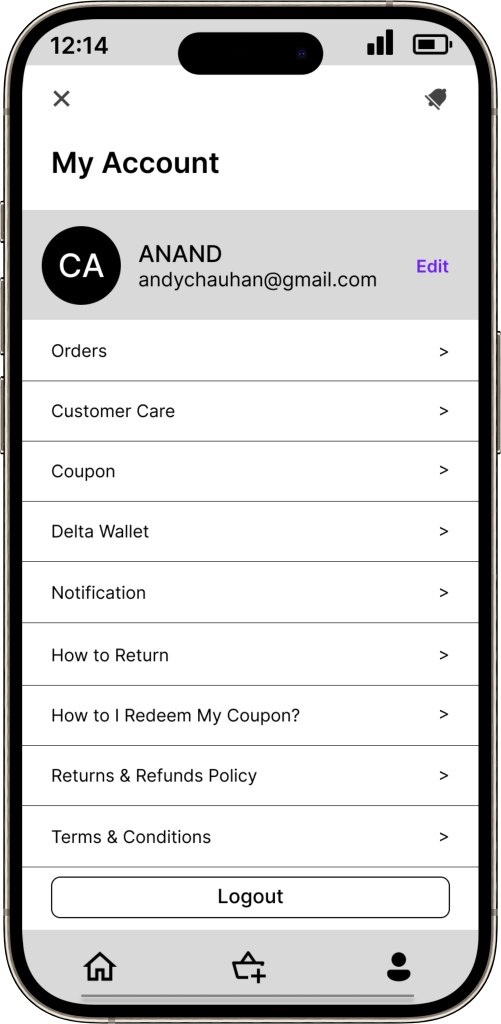 12:14
My Account
CA
ANAND
andychauhan@gmail.com
Edit
Orders >
Customer Care >
Coupon >
Delta Wallet >
Notification >
How to Return >
How to I Redeem My Coupon? >
Returns & Refunds Policy >
Terms & Conditions >
Logout